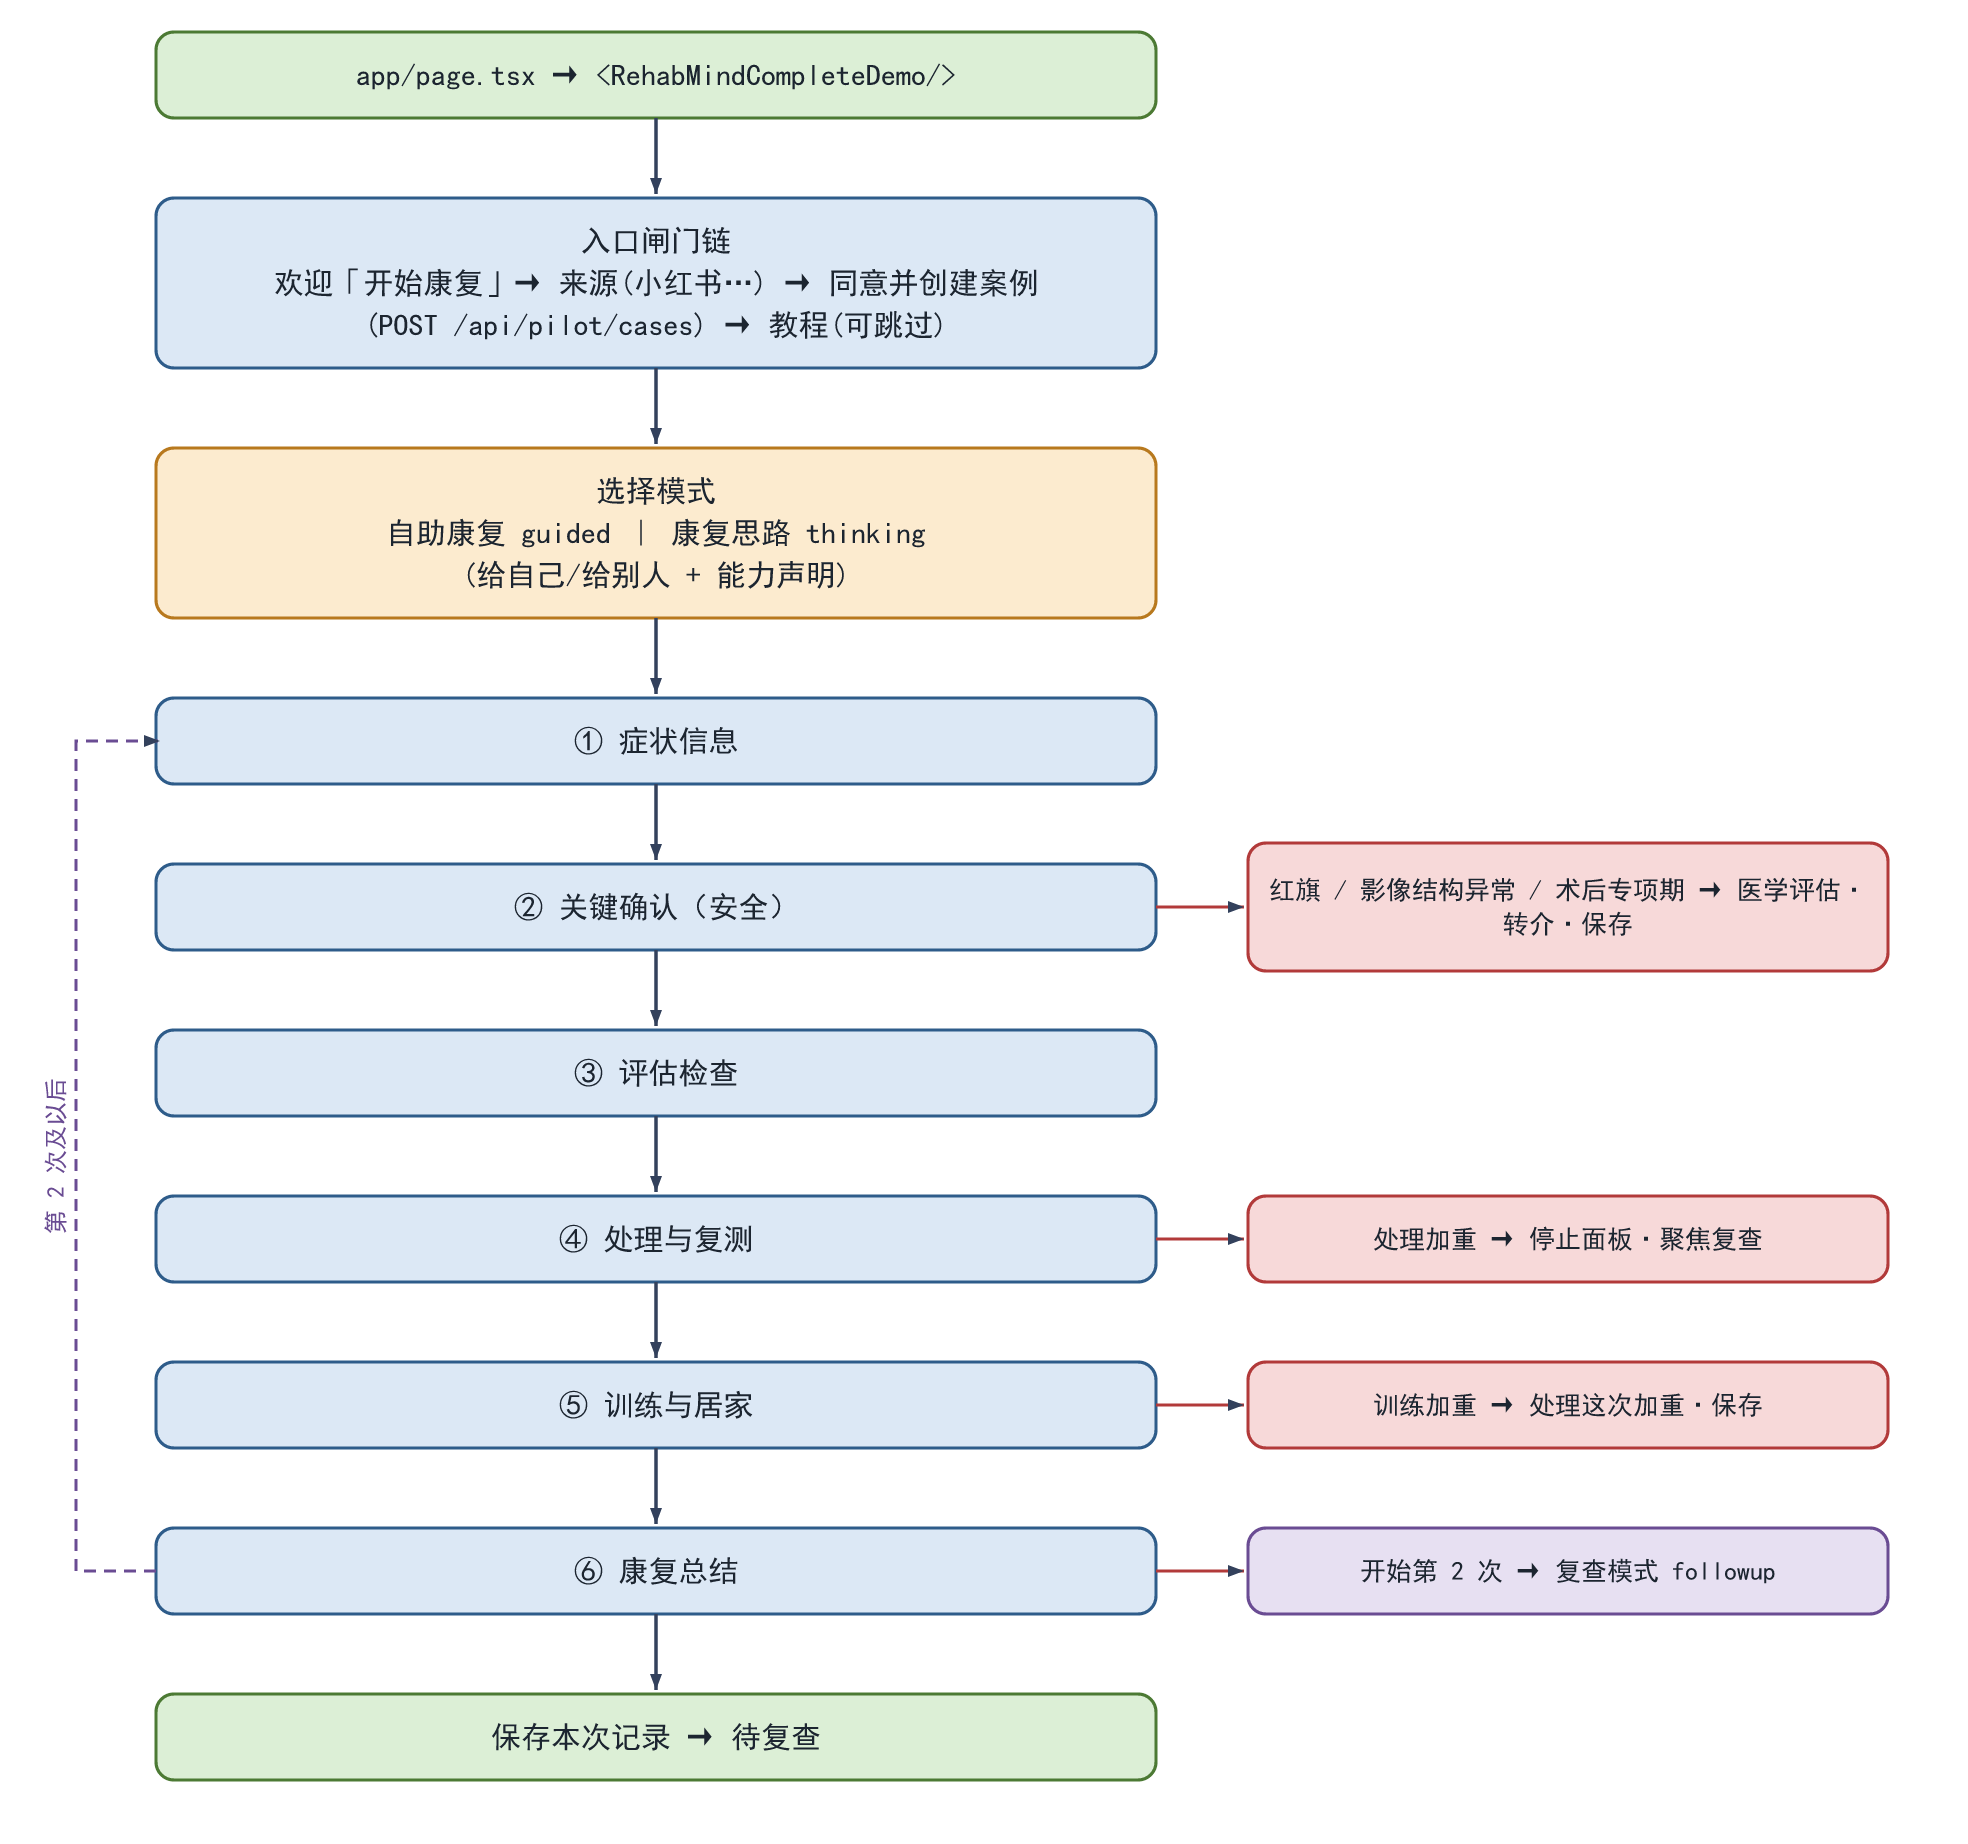 app/page.tsx → <RehabMindCompleteDemo/>
入口闸门链
欢迎「开始康复」→ 来源(小红书…) → 同意并创建案例
(POST /api/pilot/cases) → 教程(可跳过)
选择模式
自助康复 guided ｜ 康复思路 thinking
(给自己/给别人 + 能力声明)
① 症状信息
② 关键确认（安全）
红旗 / 影像结构异常 / 术后专项期 → 医学评估·
转介·保存
③ 评估检查
第 2 次及以后
④ 处理与复测
处理加重 → 停止面板·聚焦复查
⑤ 训练与居家
训练加重 → 处理这次加重·保存
⑥ 康复总结
开始第 2 次 → 复查模式 followup
保存本次记录 → 待复查